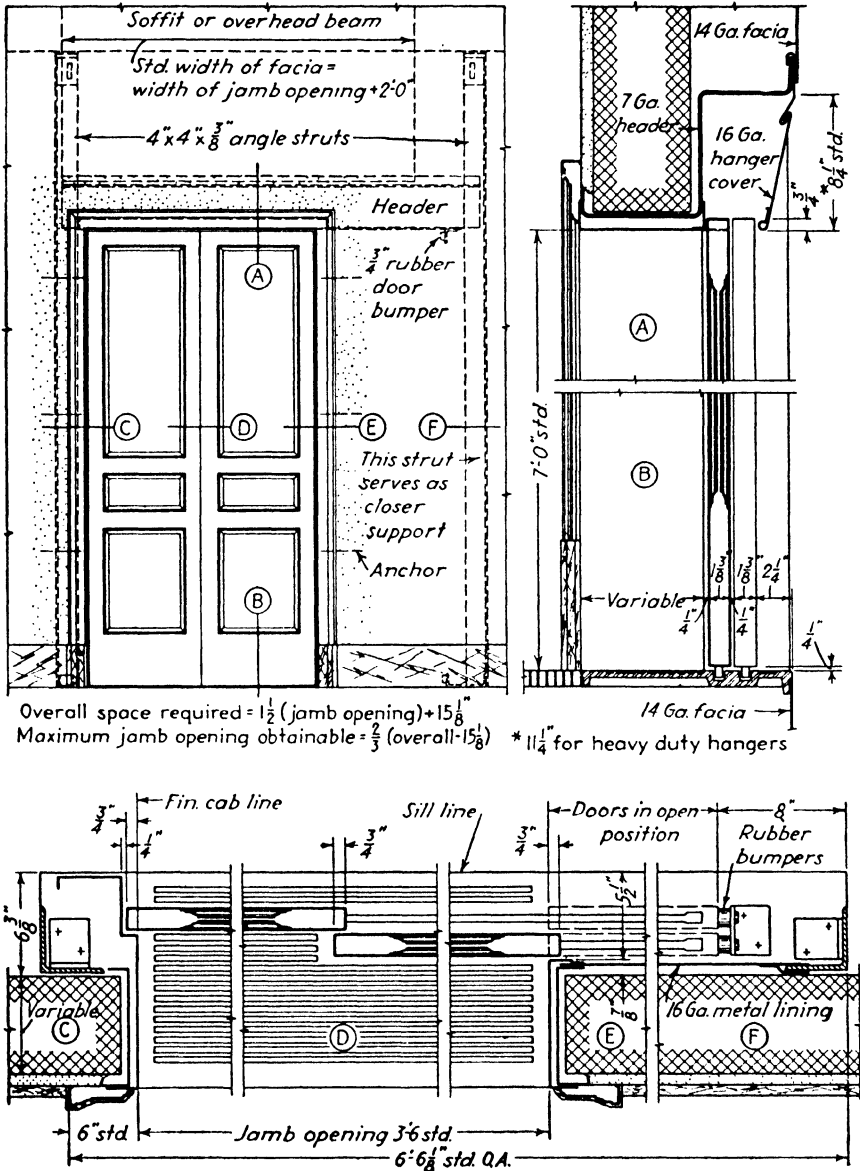 Soffit or overhead beam
Std. width of facia =
width of jamb opening + 2'-0"
4" x 4" x 3/8" angle struts
Header
3/4" rubber
door
bumper
A
C
D
E
F
This strut
serves as
closer
support
Anchor
B
Overall space required = 1 1/2 (jamb opening) + 15 1/8"
Maximum jamb opening obtainable = 2/3 (overall - 15 1/8)
14 Ga. facia
7 Ga.
header
16 Ga.
hanger
cover
3/4"
* 8 1/4" std.
A
7'-0" std.
B
1 3/8"
1 3/8"
2 1/4"
Variable
1/4"
1/4"
1/4"
14 Ga. facia
* 11 1/4" for heavy duty hangers
3/4"
Fin. cab line
1/4"
Sill line
3/4"
3/4"
Doors in open
position
8"
Rubber
bumpers
6 3/8"
5 1/2"
Variable
C
D
7/8"
16 Ga. metal lining
E
F
6" std.
Jamb opening 3'6 std.
6'-6 1/8" std. O.A.